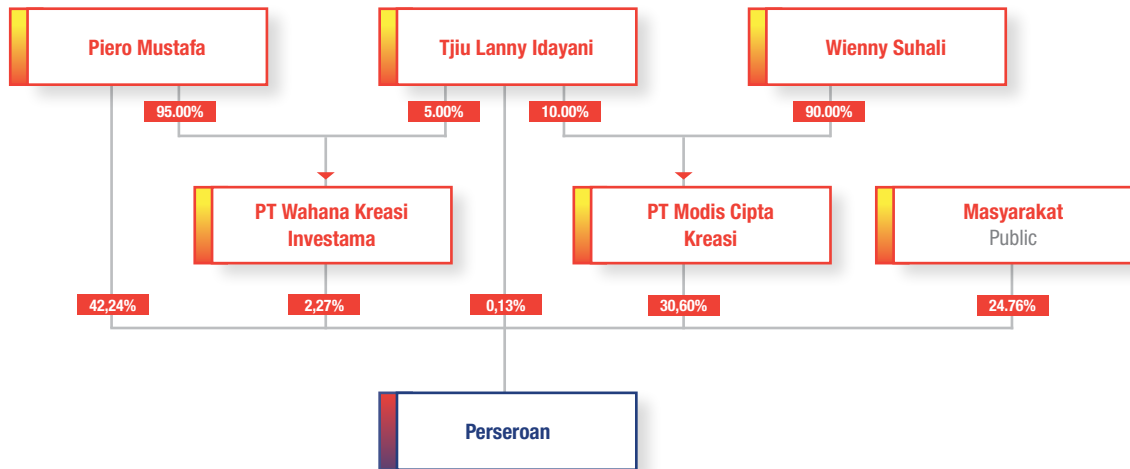 Piero Mustafa
Tjiu Lanny Idayani
Wienny Suhali
95.00%
5.00%
10.00%
90.00%
PT Wahana Kreasi
Investama
PT Modis Cipta
Kreasi
Masyarakat
Public
42,24%
2,27%
0,13%
30,60%
24.76%
Perseroan